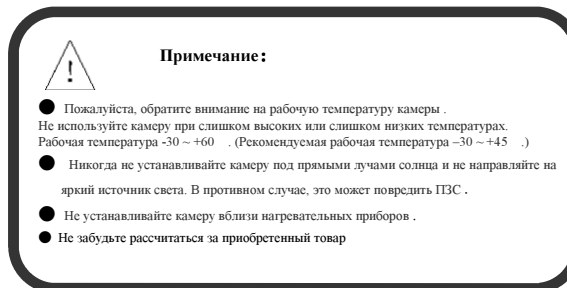 Примечание:
● Пожалуйста, обратите внимание на рабочую температуру камеры .
Не используйте камеру при слишком высоких или слишком низких температурах.
Рабочая температура -30 ~ +60 . (Рекомендуемая рабочая температура –30 ~ +45 .)
● Никогда не устанавливайте камеру под прямыми лучами солнца и не направляйте на
яркий источник света. В противном случае, это может повредить ПЗС .
● Не устанавливайте камеру вблизи нагревательных приборов .
● Не забудьте рассчитаться за приобретенный товар